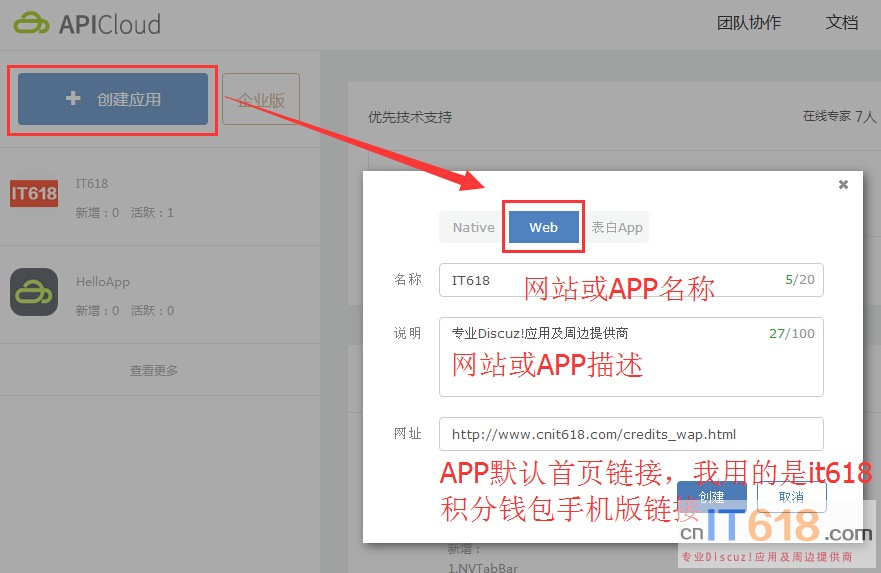 APICloud
团队协作 文档
创建应用 企业版
优先技术支持 在线专家 7人
IT618
IT618
新增：0 活跃：1
HelloApp
新增：0 活跃：0
查看更多
Native Web 表白App
名称 IT618 5/20
网站或APP名称
说明 专业Discuz!应用及周边提供商 27/100
网站或APP描述
网址 http://www.cnit618.com/credits_wap.html
APP默认首页链接，我用的是it618
积分钱包手机版链接
创建 取消
cnIT618.com
专业Discuz!应用及周边提供商
新增：
1.NVTabBar